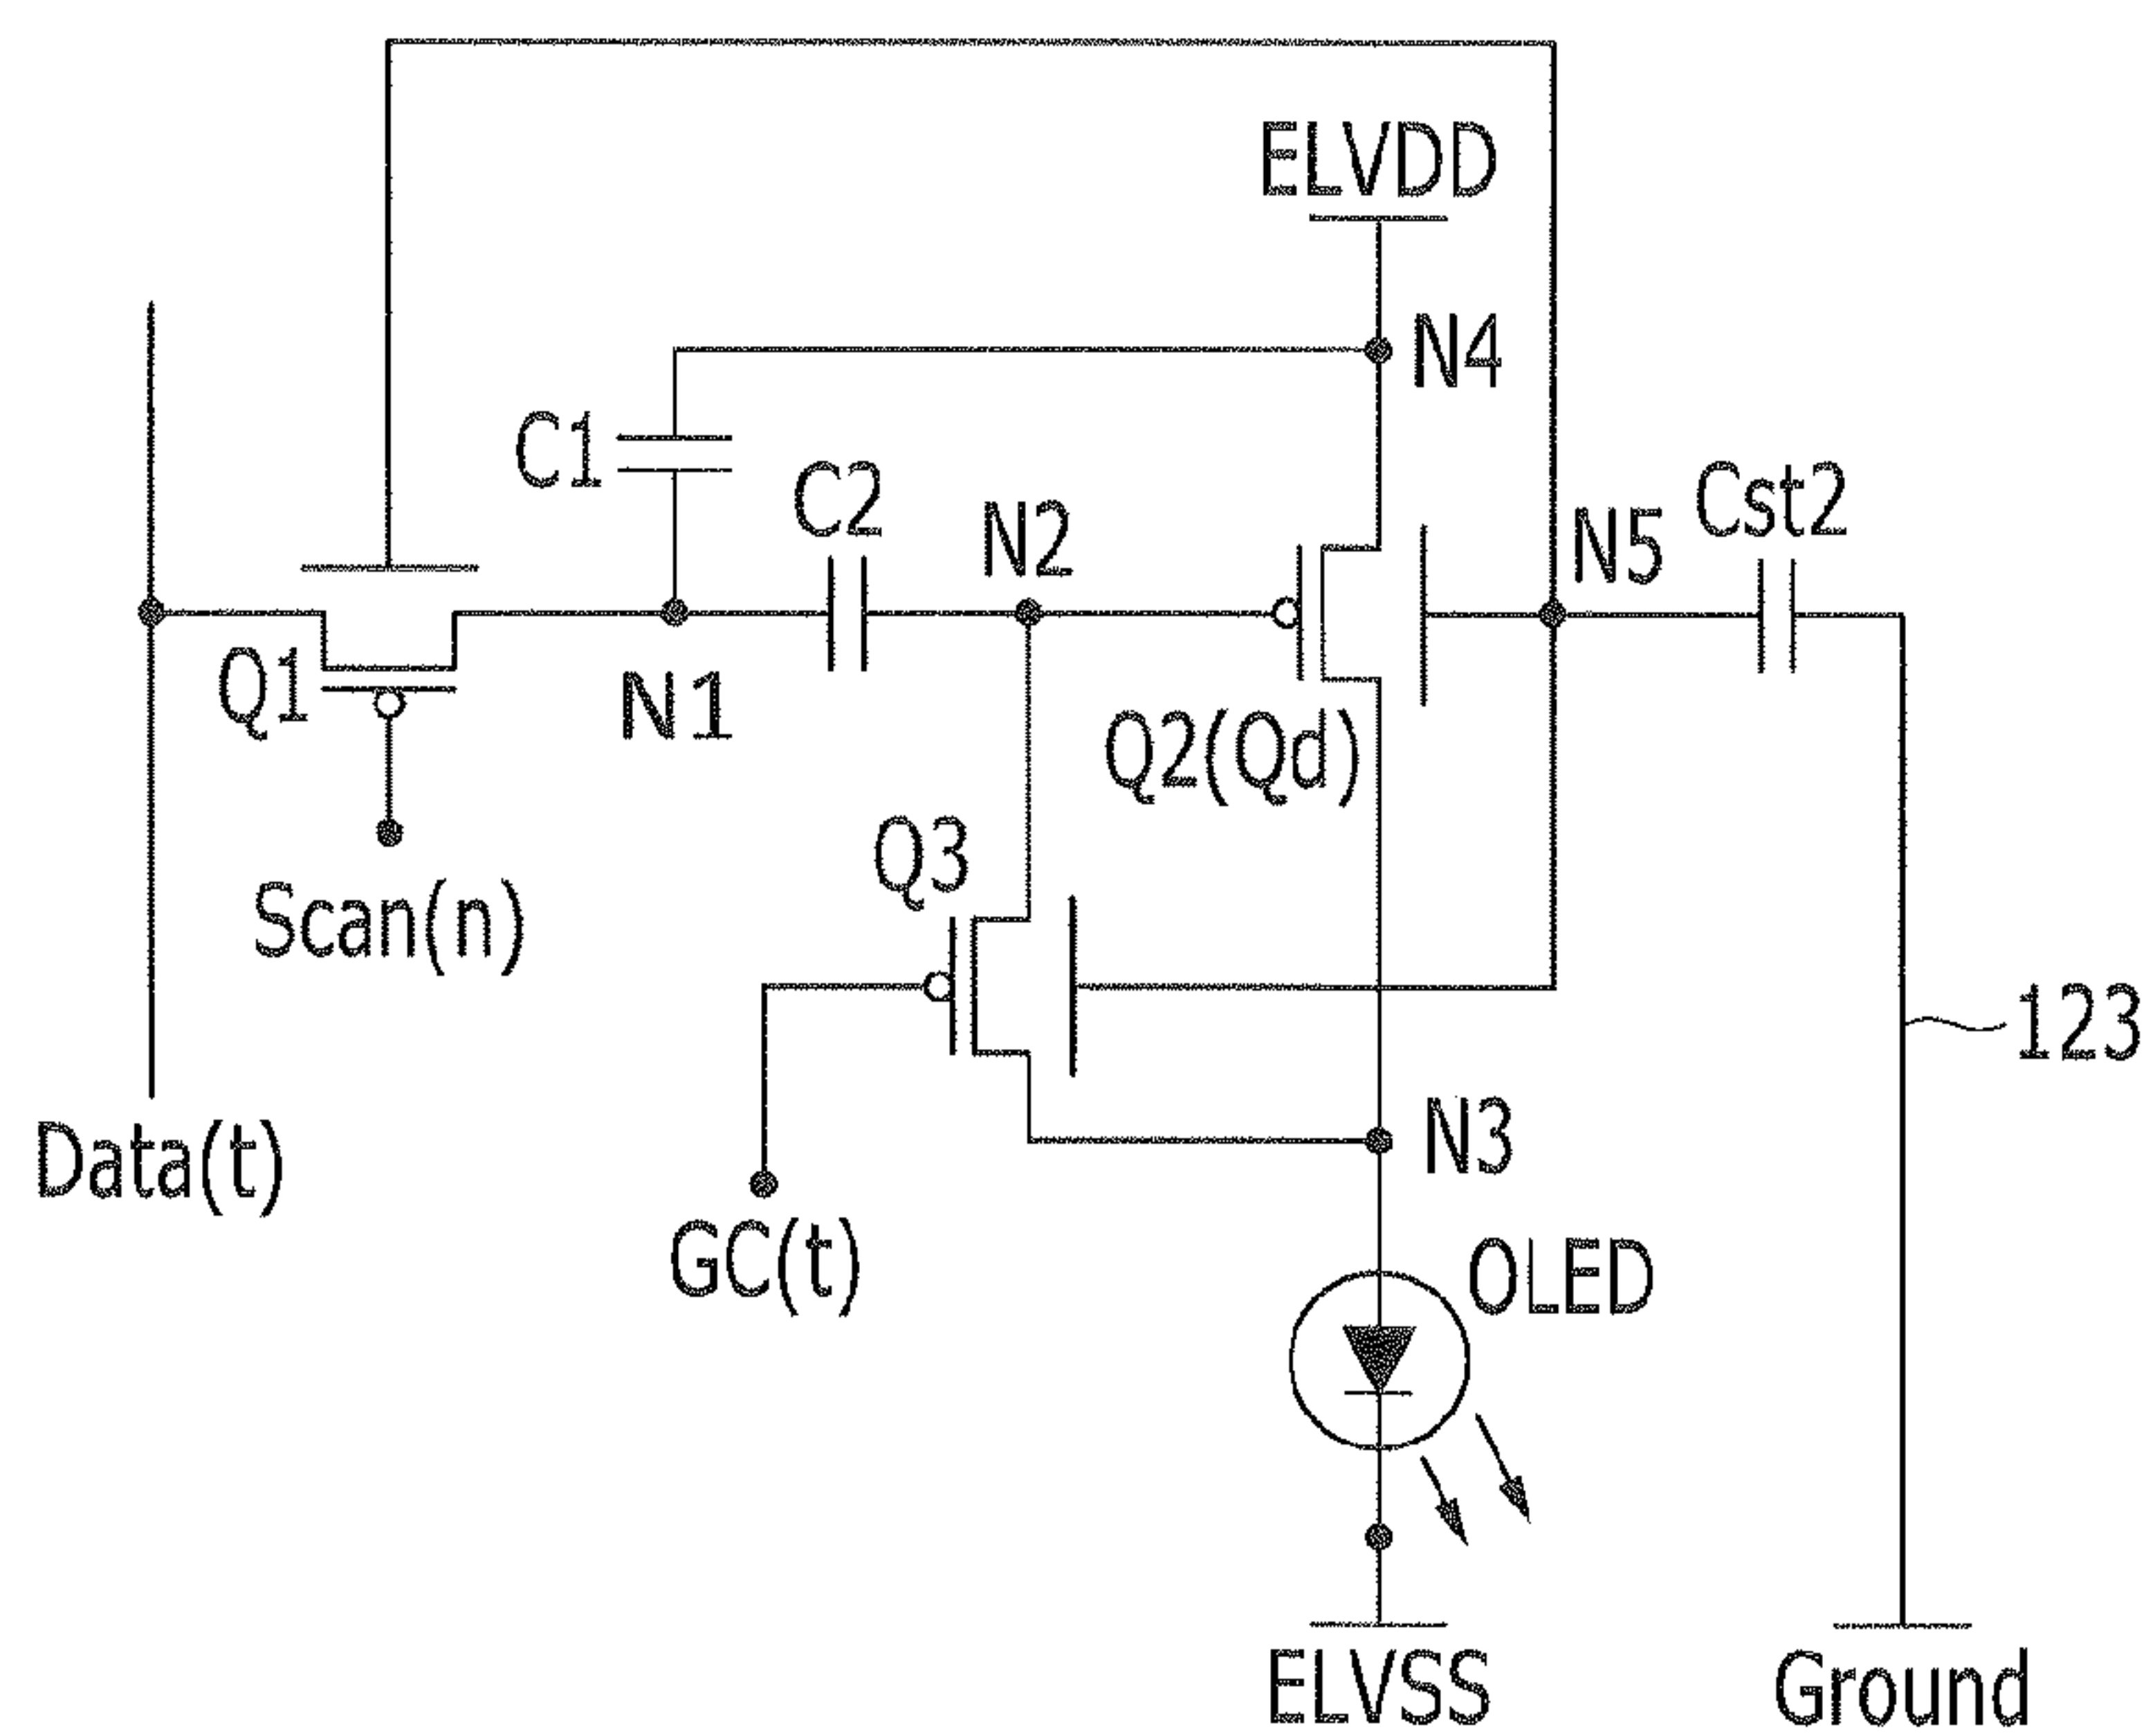 ELVDD
N4
C1
C2
N2
N5
Cst2
Q1
N1
Q2(Qd)
Q3
Scan(n)
123
Data(t)
N3
GC(t)
OLED
ELVSS
Ground